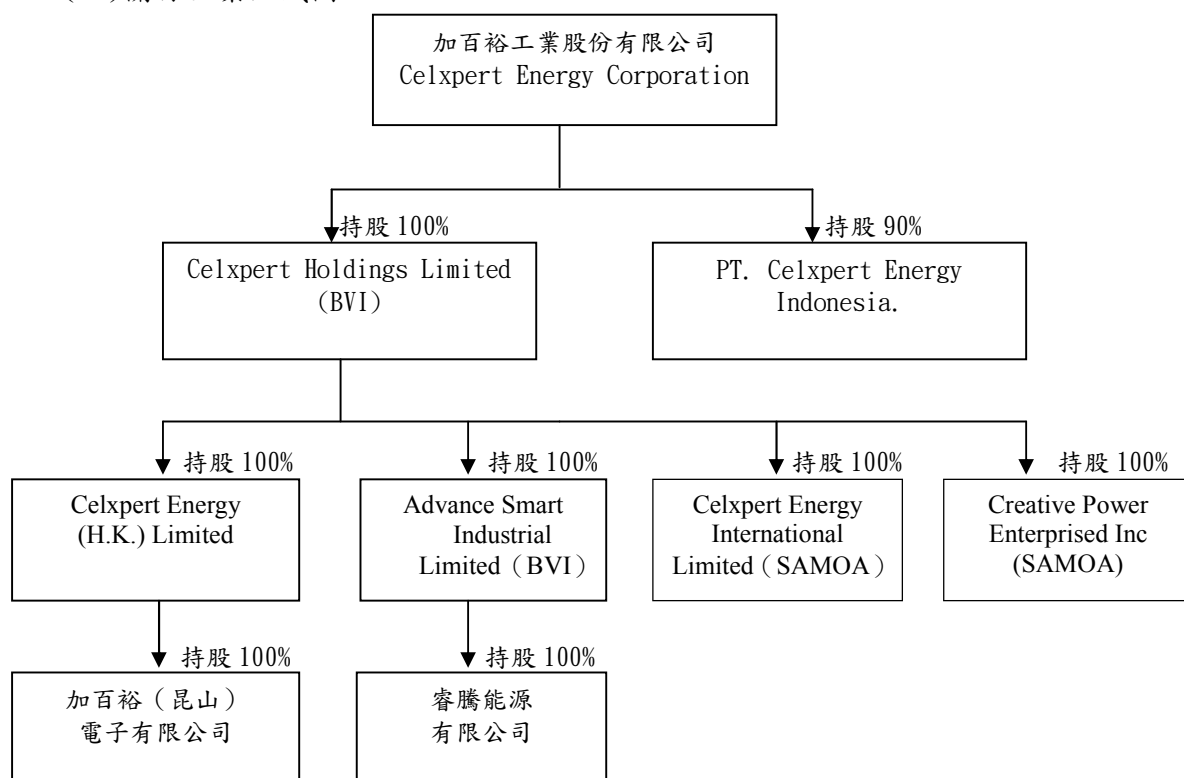 加百裕工業股份有限公司
Celxpert Energy Corporation
持股 100%
持股 90%
Celxpert Holdings Limited
(BVI)
PT. Celxpert Energy
Indonesia.
持股 100%
持股 100%
持股 100%
持股 100%
Celxpert Energy
(H.K.) Limited
Advance Smart
Industrial
Limited（BVI）
Celxpert Energy
International
Limited（SAMOA）
Creative Power
Enterprised Inc
(SAMOA)
持股 100%
持股 100%
加百裕（昆山）
電子有限公司
睿騰能源
有限公司